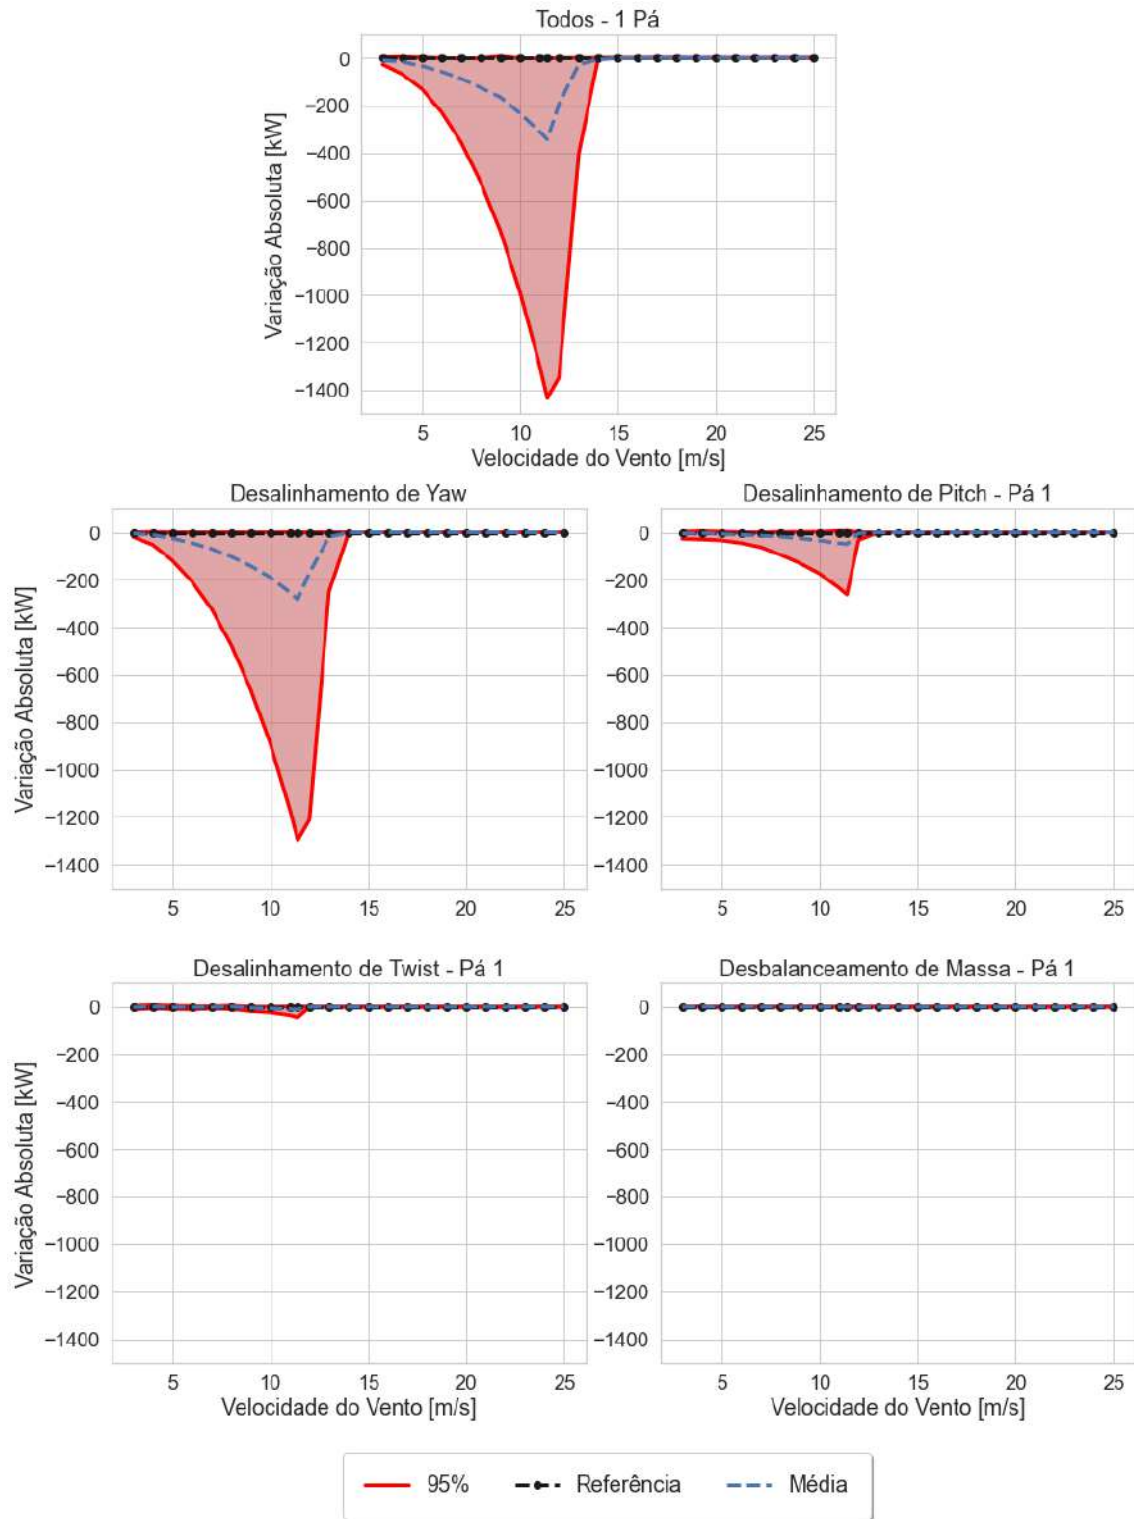 Todos - 1 Pá
Variação Absoluta [kW]
0
−200
−400
−600
−800
−1000
−1200
−1400
5 10 15 20 25
Velocidade do Vento [m/s]
Desalinhamento de Yaw
Variação Absoluta [kW]
0
−200
−400
−600
−800
−1000
−1200
−1400
5 10 15 20 25
Desalinhamento de Pitch - Pá 1
0
−200
−400
−600
−800
−1000
−1200
−1400
5 10 15 20 25
Desalinhamento de Twist - Pá 1
Variação Absoluta [kW]
0
−200
−400
−600
−800
−1000
−1200
−1400
5 10 15 20 25
Velocidade do Vento [m/s]
Desbalanceamento de Massa - Pá 1
0
−200
−400
−600
−800
−1000
−1200
−1400
5 10 15 20 25
Velocidade do Vento [m/s]
95% Referência Média